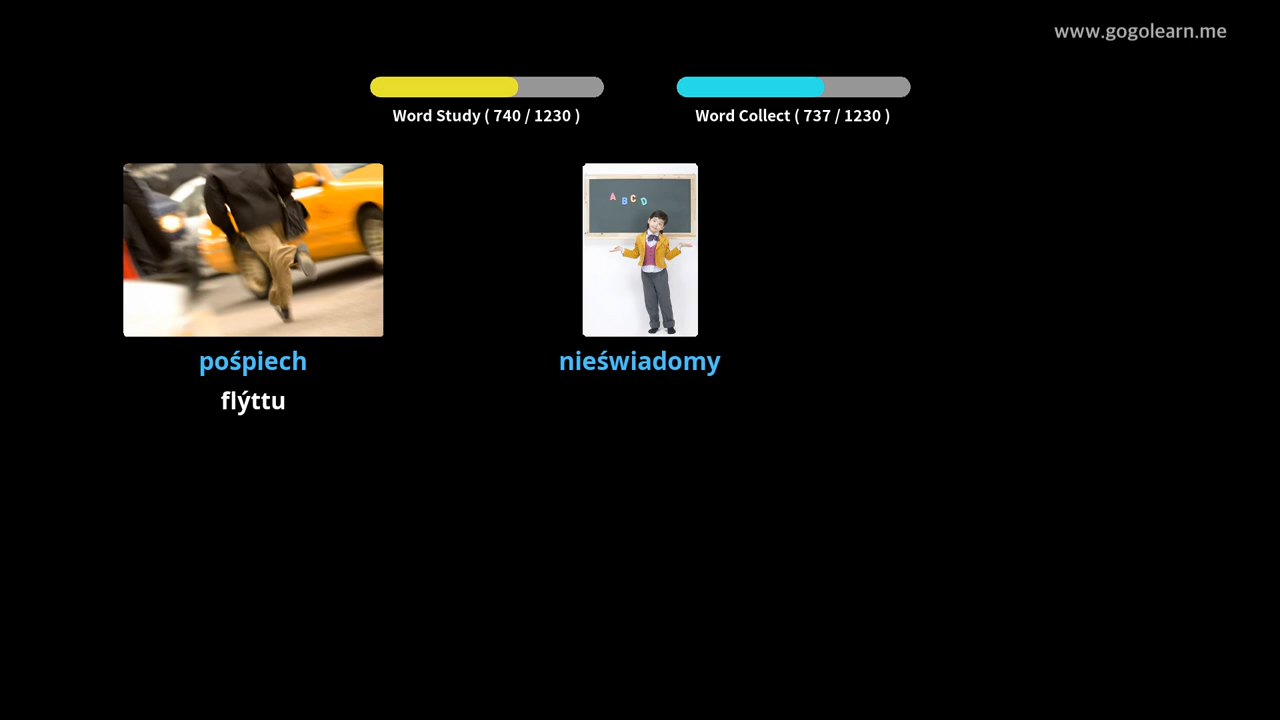 www.gogolearn.me
Word Study ( 740 / 1230 )
Word Collect ( 737 / 1230 )
A B C D
pośpiech
nieświadomy
flýttu